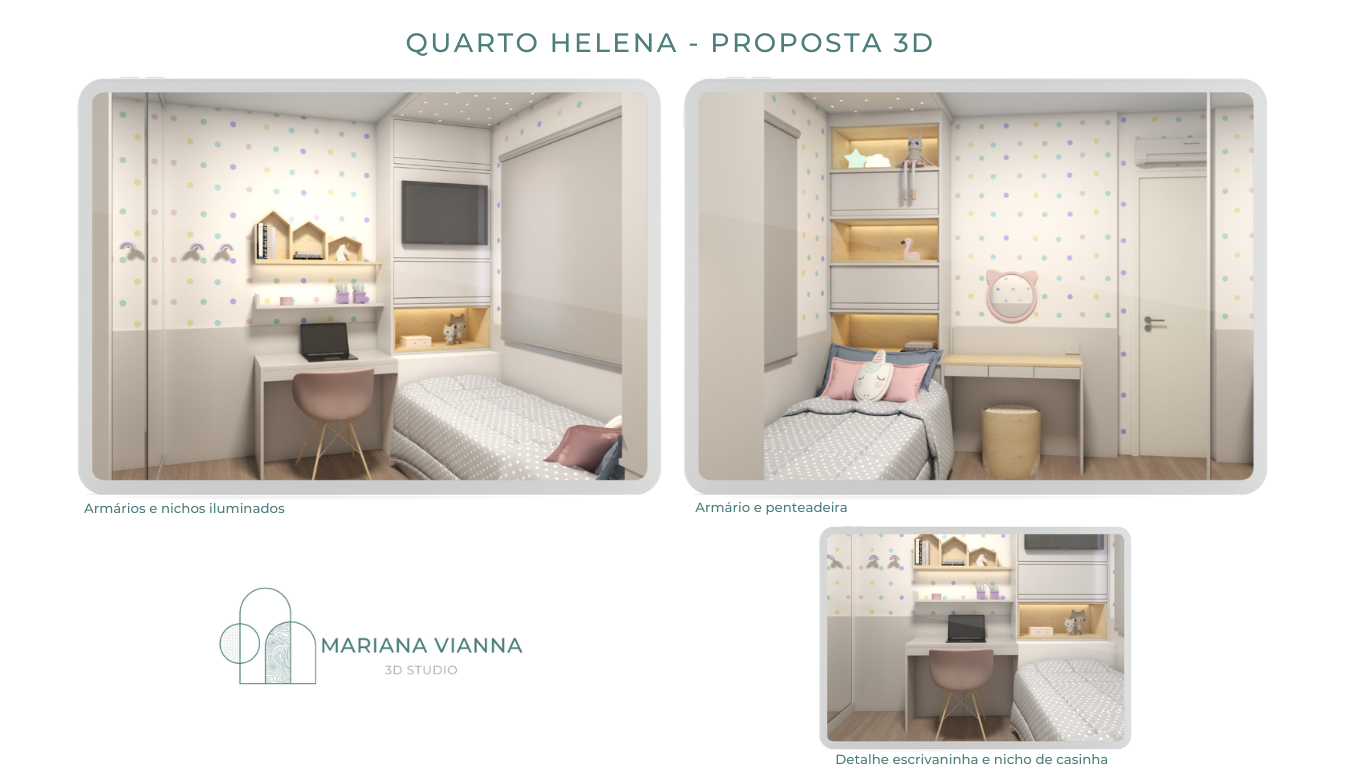 QUARTO HELENA - PROPOSTA 3D
Armários e nichos iluminados
Armário e penteadeira
MARIANA VIANNA
3D STUDIO
Detalhe escrivaninha e nicho de casinha